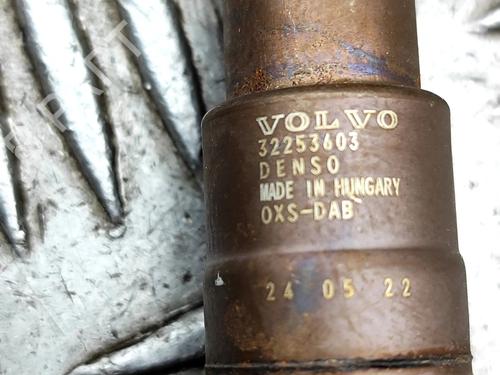 VOLVO
32253603
DENSO
MADE IN HUNGARY
OXS-DAB
24 05 22